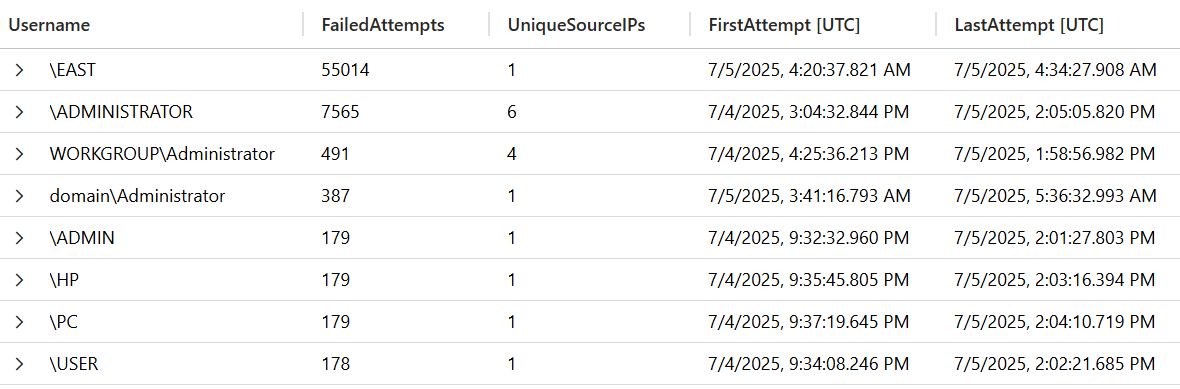 Username FailedAttempts UniqueSourceIPs FirstAttempt [UTC] LastAttempt [UTC]
\EAST 55014 1 7/5/2025, 4:20:37.821 AM 7/5/2025, 4:34:27.908 AM
\ADMINISTRATOR 7565 6 7/4/2025, 3:04:32.844 PM 7/5/2025, 2:05:05.820 PM
WORKGROUP\Administrator 491 4 7/4/2025, 4:25:36.213 PM 7/5/2025, 1:58:56.982 PM
domain\Administrator 387 1 7/5/2025, 3:41:16.793 AM 7/5/2025, 5:36:32.993 AM
\ADMIN 179 1 7/4/2025, 9:32:32.960 PM 7/5/2025, 2:01:27.803 PM
\HP 179 1 7/4/2025, 9:35:45.805 PM 7/5/2025, 2:03:16.394 PM
\PC 179 1 7/4/2025, 9:37:19.645 PM 7/5/2025, 2:04:10.719 PM
\USER 178 1 7/4/2025, 9:34:08.246 PM 7/5/2025, 2:02:21.685 PM